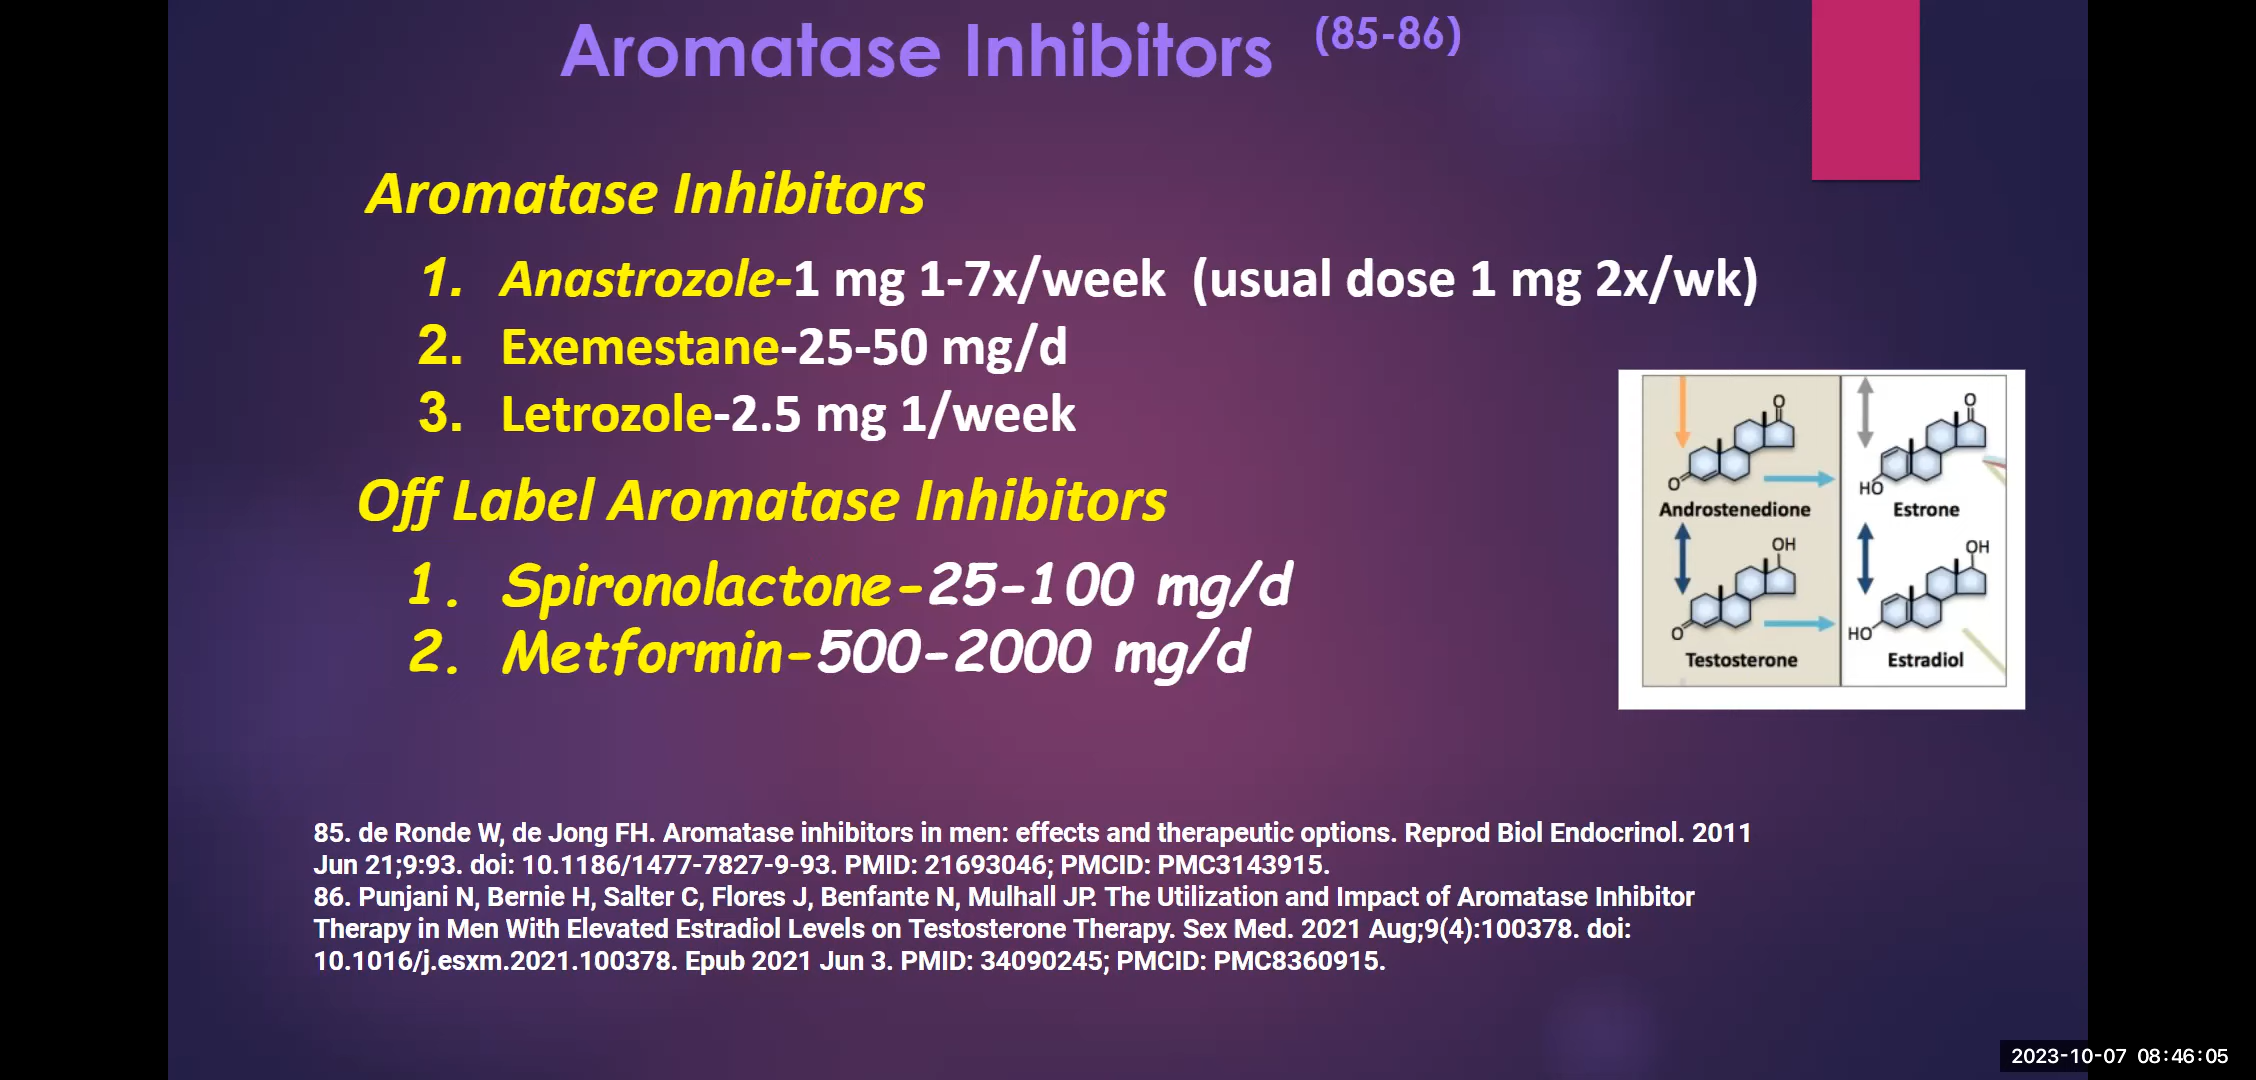 Aromatase Inhibitors (85-86)
Aromatase Inhibitors
1. Anastrozole-1 mg 1-7x/week (usual dose 1 mg 2x/wk)
2. Exemestane-25-50 mg/d
3. Letrozole-2.5 mg 1/week
Off Label Aromatase Inhibitors
1. Spironolactone-25-100 mg/d
2. Metformin-500-2000 mg/d
O
O
O
HO
Androstenedione
Estrone
OH
OH
O
HO
Testosterone
Estradiol
85. de Ronde W, de Jong FH. Aromatase inhibitors in men: effects and therapeutic options. Reprod Biol Endocrinol. 2011
Jun 21;9:93. doi: 10.1186/1477-7827-9-93. PMID: 21693046; PMCID: PMC3143915.
86. Punjani N, Bernie H, Salter C, Flores J, Benfante N, Mulhall JP. The Utilization and Impact of Aromatase Inhibitor
Therapy in Men With Elevated Estradiol Levels on Testosterone Therapy. Sex Med. 2021 Aug;9(4):100378. doi:
10.1016/j.esxm.2021.100378. Epub 2021 Jun 3. PMID: 34090245; PMCID: PMC8360915.
2023-10-07 08:46:05